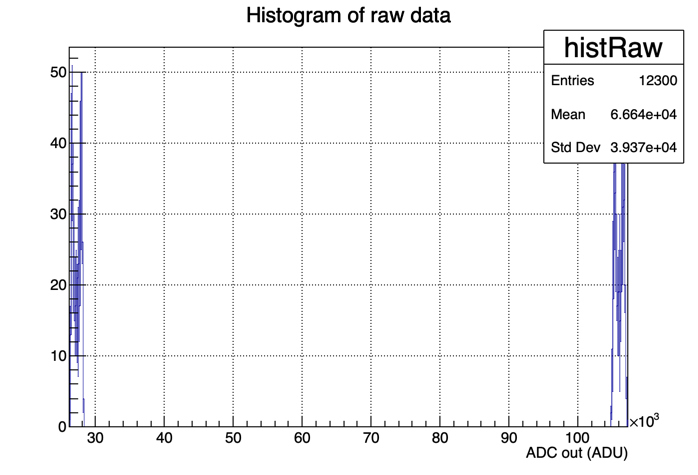 Histogram of raw data
histRaw
Entries 12300
Mean 6.664e+04
Std Dev 3.937e+04
50
40
30
20
10
0
30 40 50 60 70 80 90 100
×10³
ADC out (ADU)